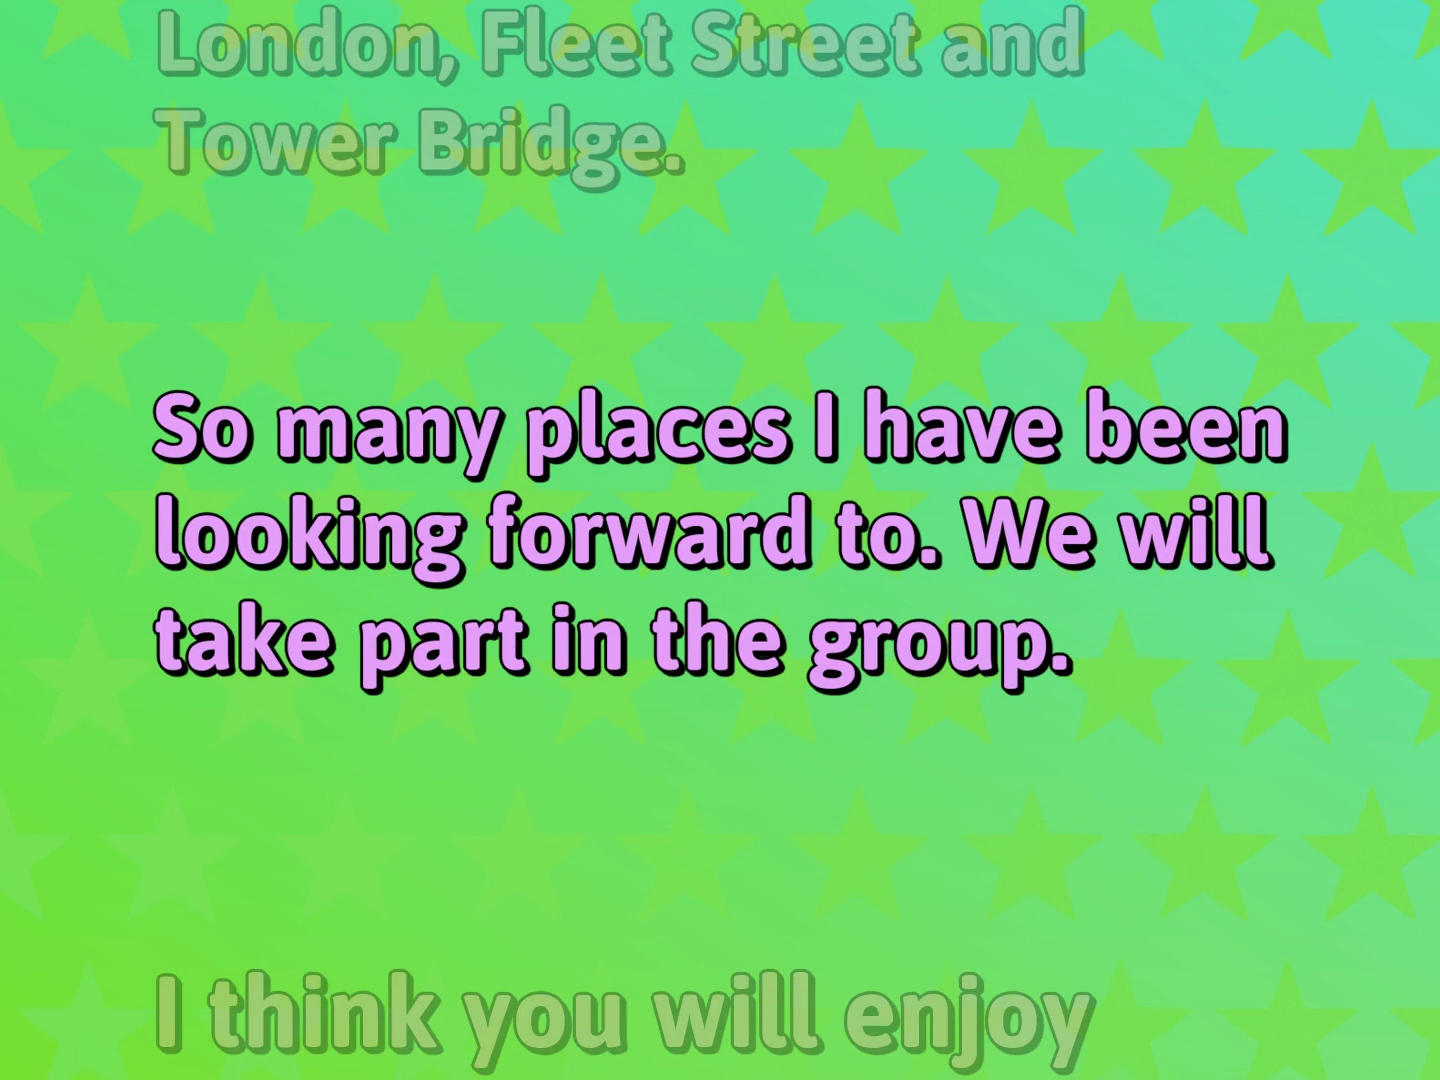 London, Fleet Street and
Tower Bridge.
So many places I have been
looking forward to. We will
take part in the group.
I think you will enjoy